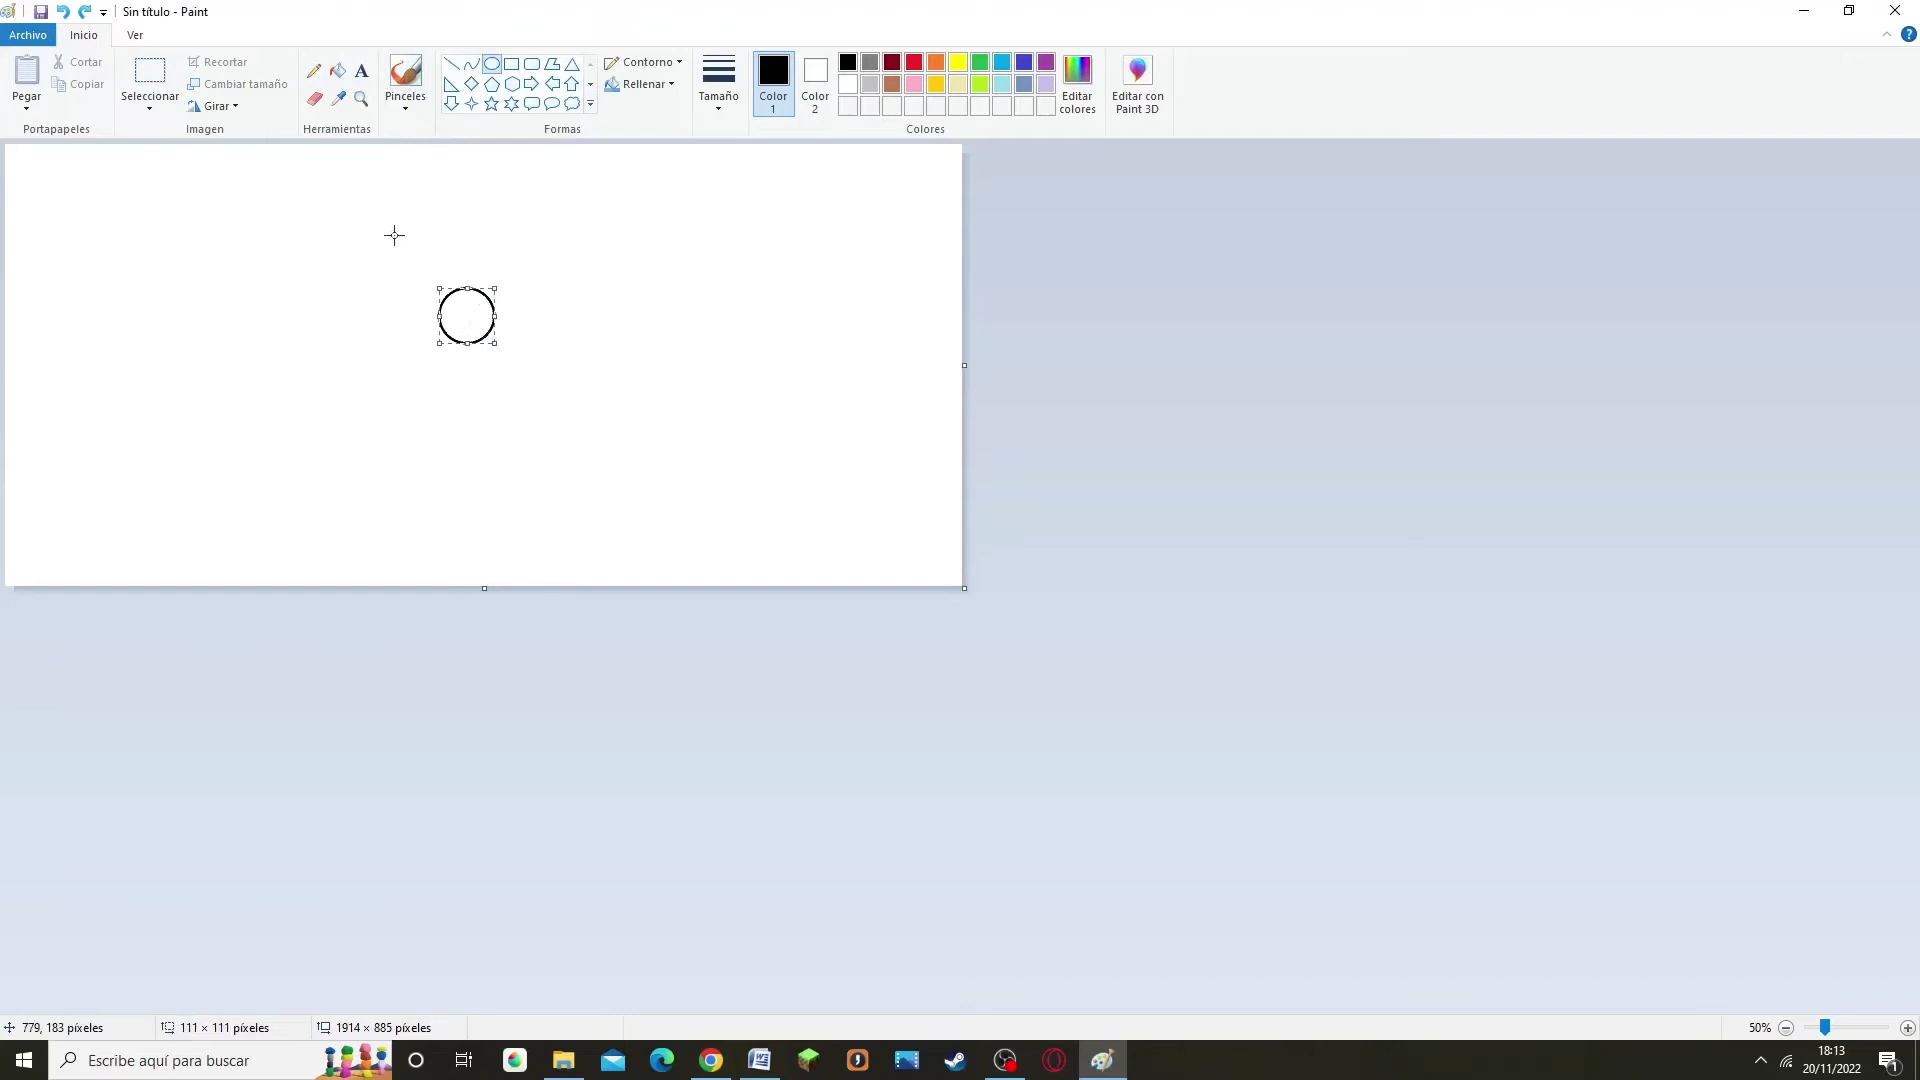 Sin título - Paint
Archivo
Inicio
Ver
Pegar
Cortar
Copiar
Portapapeles
Seleccionar
Recortar
Cambiar tamaño
Girar
Imagen
A
Herramientas
Pinceles
Formas
Contorno
Rellenar
Tamaño
Color
1
Color
2
Colores
Editar
colores
Editar con
Paint 3D
?
779, 183 píxeles
111 × 111 píxeles
1914 × 885 píxeles
50%
Escribe aquí para buscar
18:13
20/11/2022
1